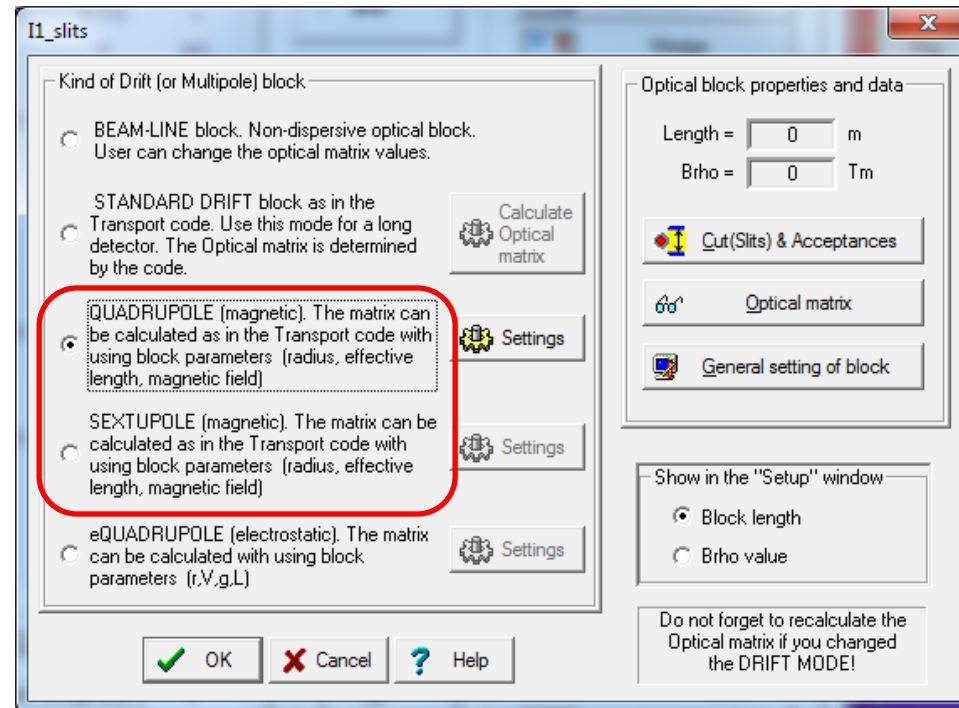 I1_slits
Kind of Drift (or Multipole) block
BEAM-LINE block. Non-dispersive optical block.
User can change the optical matrix values.
STANDARD DRIFT block as in the
Transport code. Use this mode for a long
detector. The Optical matrix is determined
by the code.
Calculate
Optical
matrix
QUADRUPOLE (magnetic). The matrix can
be calculated as in the Transport code with
using block parameters (radius, effective
length, magnetic field)
Settings
SEXTUPOLE (magnetic). The matrix can be
calculated as in the Transport code with
using block parameters (radius, effective
length, magnetic field)
Settings
eQUADRUPOLE (electrostatic). The matrix
can be calculated with using block
parameters (r,V,g,L)
Settings
OK
Cancel
Help
Optical block properties and data
Length = 0 m
Brho = 0 Tm
Cut(Slits) & Acceptances
Optical matrix
General setting of block
Show in the "Setup" window
Block length
Brho value
Do not forget to recalculate the
Optical matrix if you changed
the DRIFT MODE!